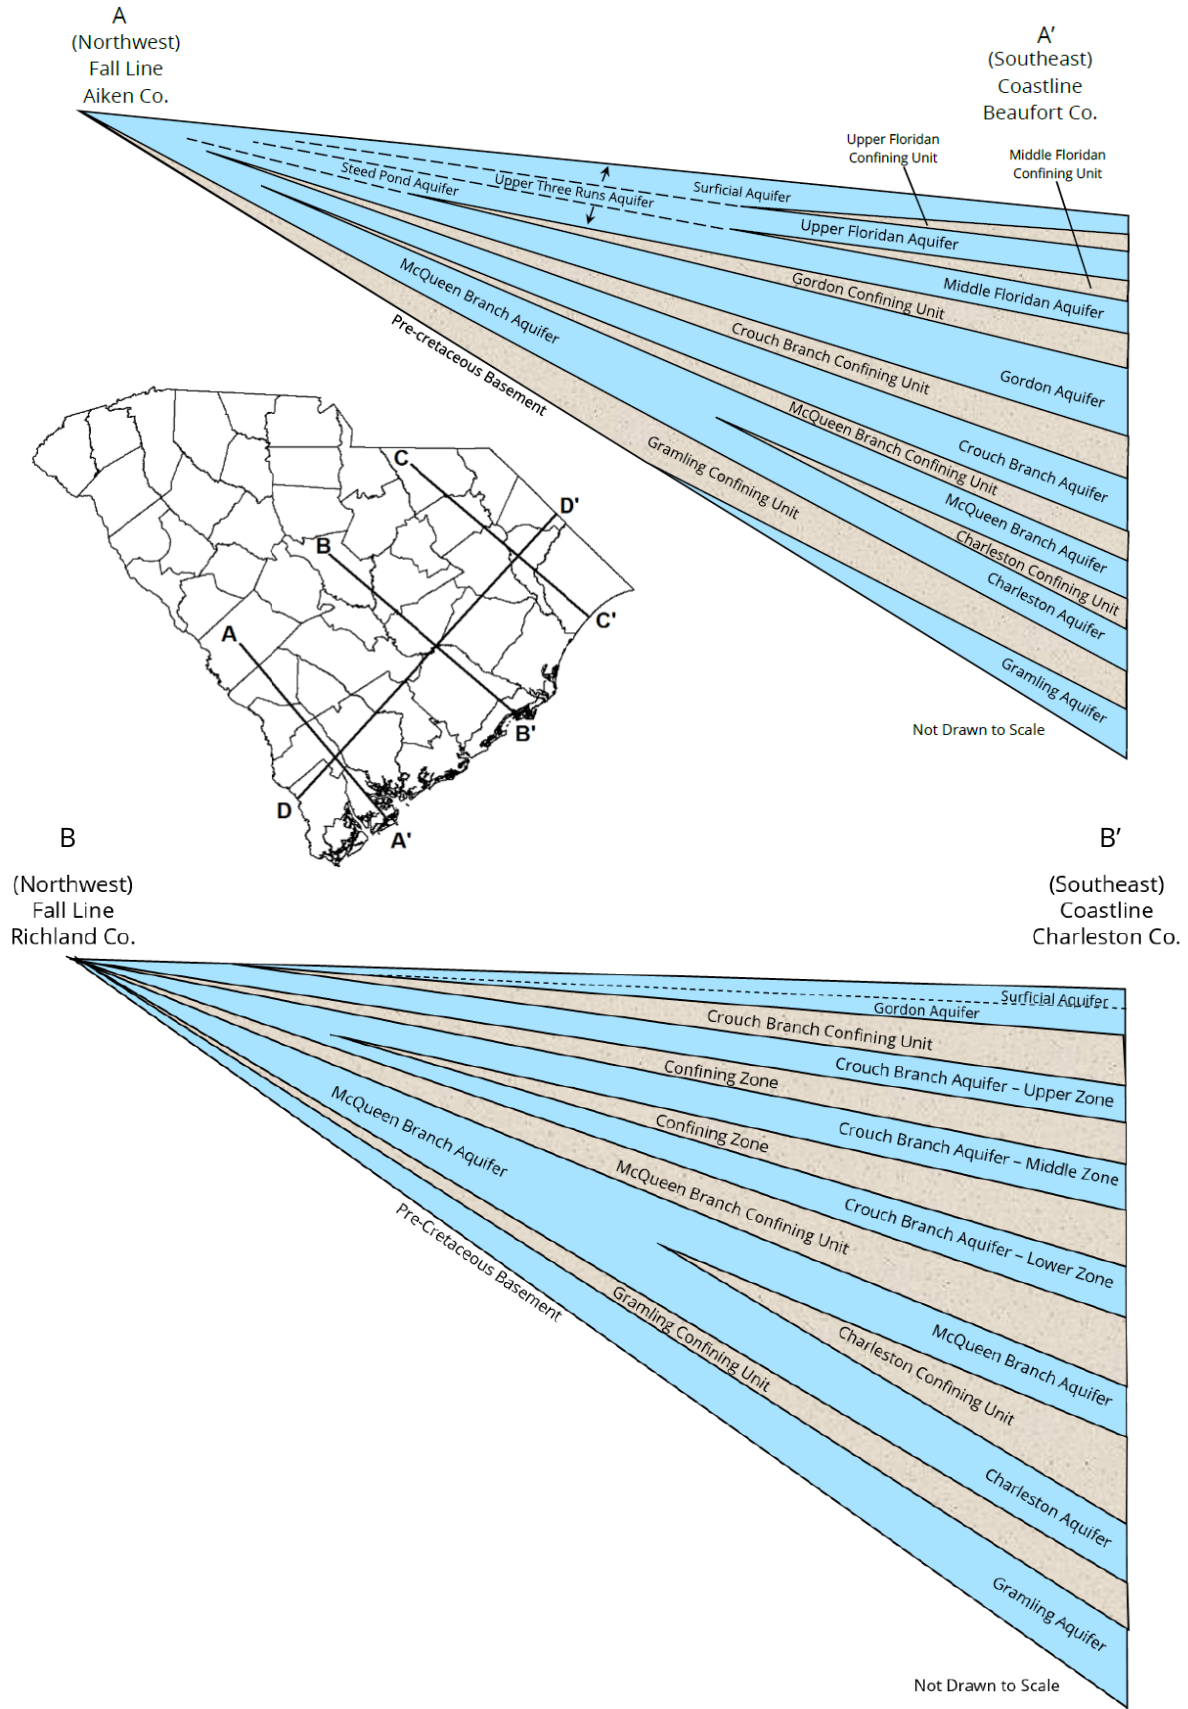 A
(Northwest)
Fall Line
Aiken Co.
A’
(Southeast)
Coastline
Beaufort Co.
Upper Floridan
Confining Unit
Middle Floridan
Confining Unit
Steed Pond Aquifer
Upper Three Runs Aquifer
Surficial Aquifer
Upper Floridan Aquifer
Middle Floridan Aquifer
Gordon Confining Unit
Gordon Aquifer
Crouch Branch Confining Unit
Crouch Branch Aquifer
McQueen Branch Aquifer
McQueen Branch Confining Unit
McQueen Branch Aquifer
Charleston Confining Unit
Charleston Aquifer
Gramling Confining Unit
Gramling Aquifer
Pre-cretaceous Basement
Not Drawn to Scale
C
D'
B
C'
A
B'
D
A'
B
(Northwest)
Fall Line
Richland Co.
B’
(Southeast)
Coastline
Charleston Co.
Surficial Aquifer
Gordon Aquifer
Crouch Branch Confining Unit
Crouch Branch Aquifer – Upper Zone
Confining Zone
Crouch Branch Aquifer – Middle Zone
Confining Zone
Crouch Branch Aquifer – Lower Zone
McQueen Branch Confining Unit
McQueen Branch Aquifer
McQueen Branch Aquifer
Charleston Confining Unit
Charleston Aquifer
Gramling Confining Unit
Gramling Aquifer
Pre-Cretaceous Basement
Not Drawn to Scale